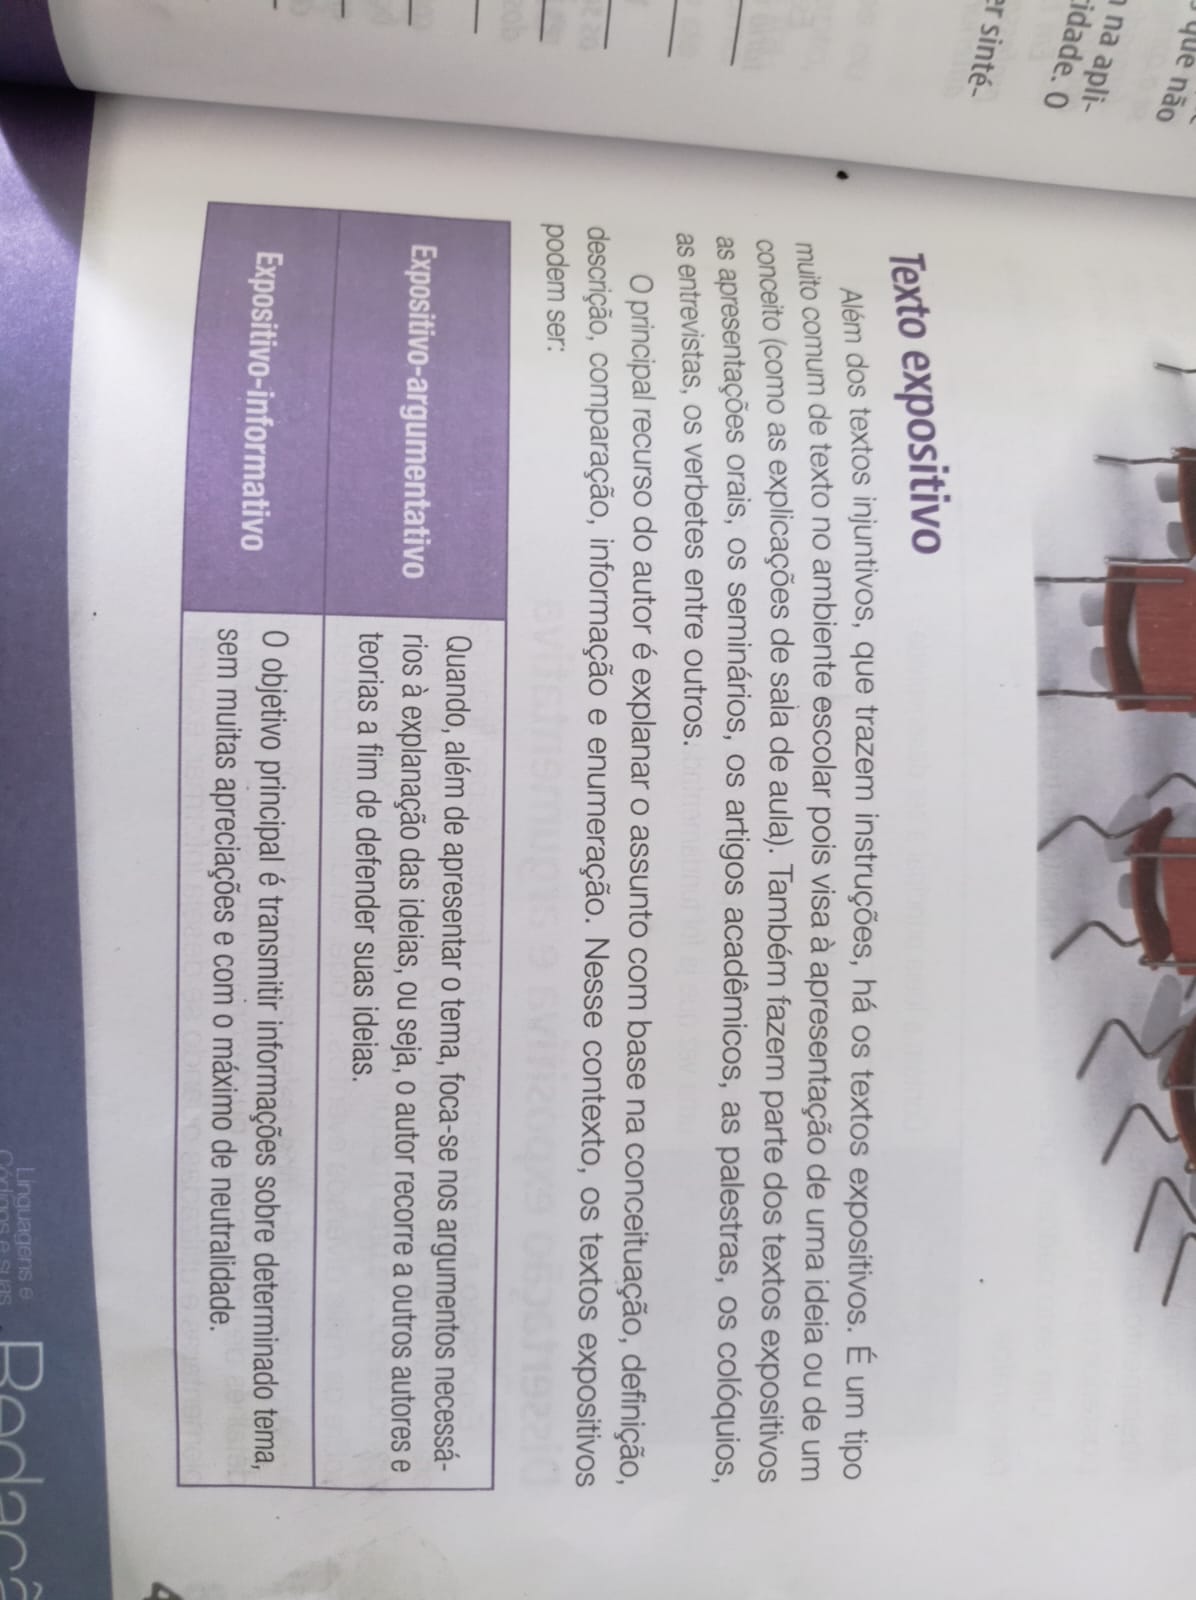 que não
na apli-
cidade. O
er sinté-
Texto expositivo
Além dos textos injuntivos, que trazem instruções, há os textos expositivos. É um tipo
muito comum de texto no ambiente escolar pois visa à apresentação de uma ideia ou de um
conceito (como as explicações de sala de aula). Também fazem parte dos textos expositivos
as apresentações orais, os seminários, os artigos acadêmicos, as palestras, os colóquios,
as entrevistas, os verbetes entre outros.
O principal recurso do autor é explanar o assunto com base na conceituação, definição,
descrição, comparação, informação e enumeração. Nesse contexto, os textos expositivos
podem ser:
Expositivo-argumentativo
Quando, além de apresentar o tema, foca-se nos argumentos necessá-
rios à explanação das ideias, ou seja, o autor recorre a outros autores e
teorias a fim de defender suas ideias.
Expositivo-informativo
O objetivo principal é transmitir informações sobre determinado tema,
sem muitas apreciações e com o máximo de neutralidade.
Linguagens e
Códigos e suas
Redaçã